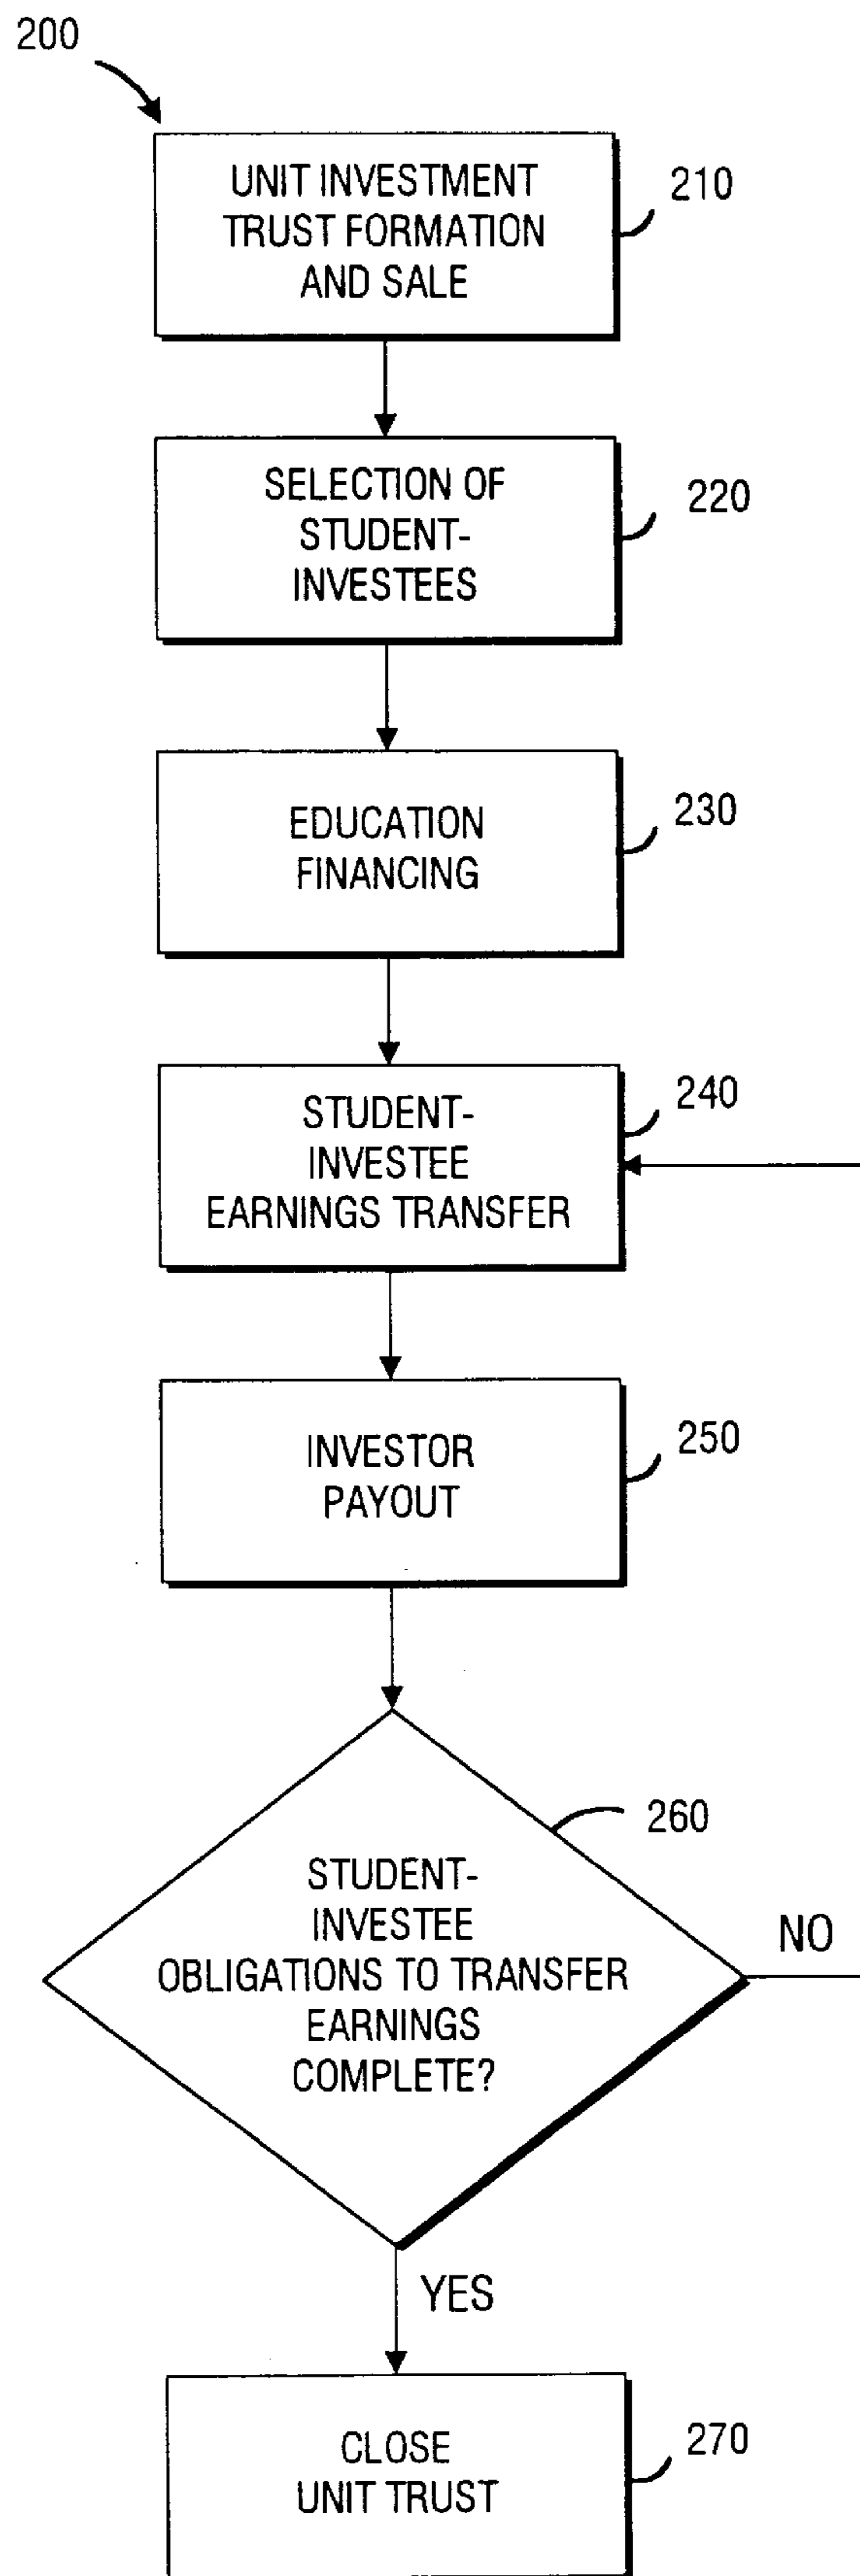 200
UNIT INVESTMENT
TRUST FORMATION
AND SALE
210
SELECTION OF
STUDENT-
INVESTEES
220
EDUCATION
FINANCING
230
STUDENT-
INVESTEE
EARNINGS TRANSFER
240
INVESTOR
PAYOUT
250
STUDENT-
INVESTEE
OBLIGATIONS TO TRANSFER
EARNINGS
COMPLETE?
260
NO
YES
CLOSE
UNIT TRUST
270